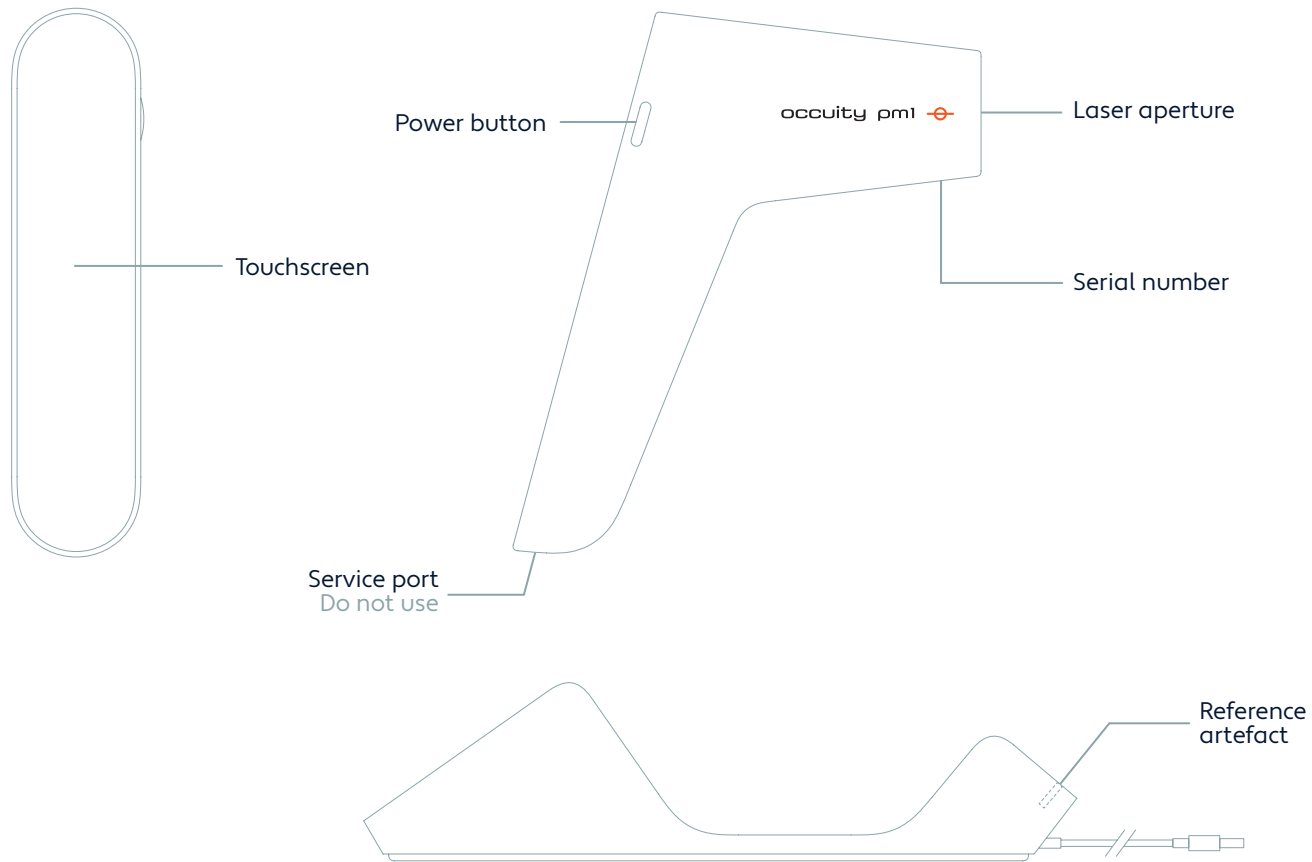 Power button
occuity pm1
Laser aperture
Touchscreen
Serial number
Service port
Do not use
Reference
artefact